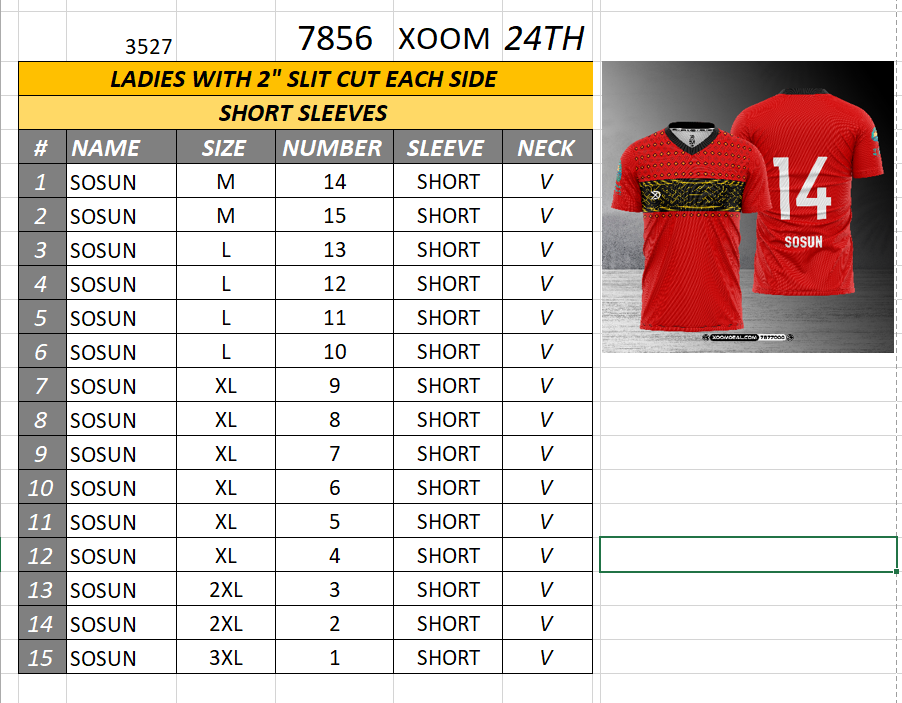 3527 7856 XOOM 24TH
LADIES WITH 2" SLIT CUT EACH SIDE
SHORT SLEEVES
# NAME SIZE NUMBER SLEEVE NECK
1 SOSUN M 14 SHORT V
2 SOSUN M 15 SHORT V
3 SOSUN L 13 SHORT V
4 SOSUN L 12 SHORT V
5 SOSUN L 11 SHORT V
6 SOSUN L 10 SHORT V
7 SOSUN XL 9 SHORT V
8 SOSUN XL 8 SHORT V
9 SOSUN XL 7 SHORT V
10 SOSUN XL 6 SHORT V
11 SOSUN XL 5 SHORT V
12 SOSUN XL 4 SHORT V
13 SOSUN 2XL 3 SHORT V
14 SOSUN 2XL 2 SHORT V
15 SOSUN 3XL 1 SHORT V
14
SOSUN
XOOMDEAL.COM 7877000